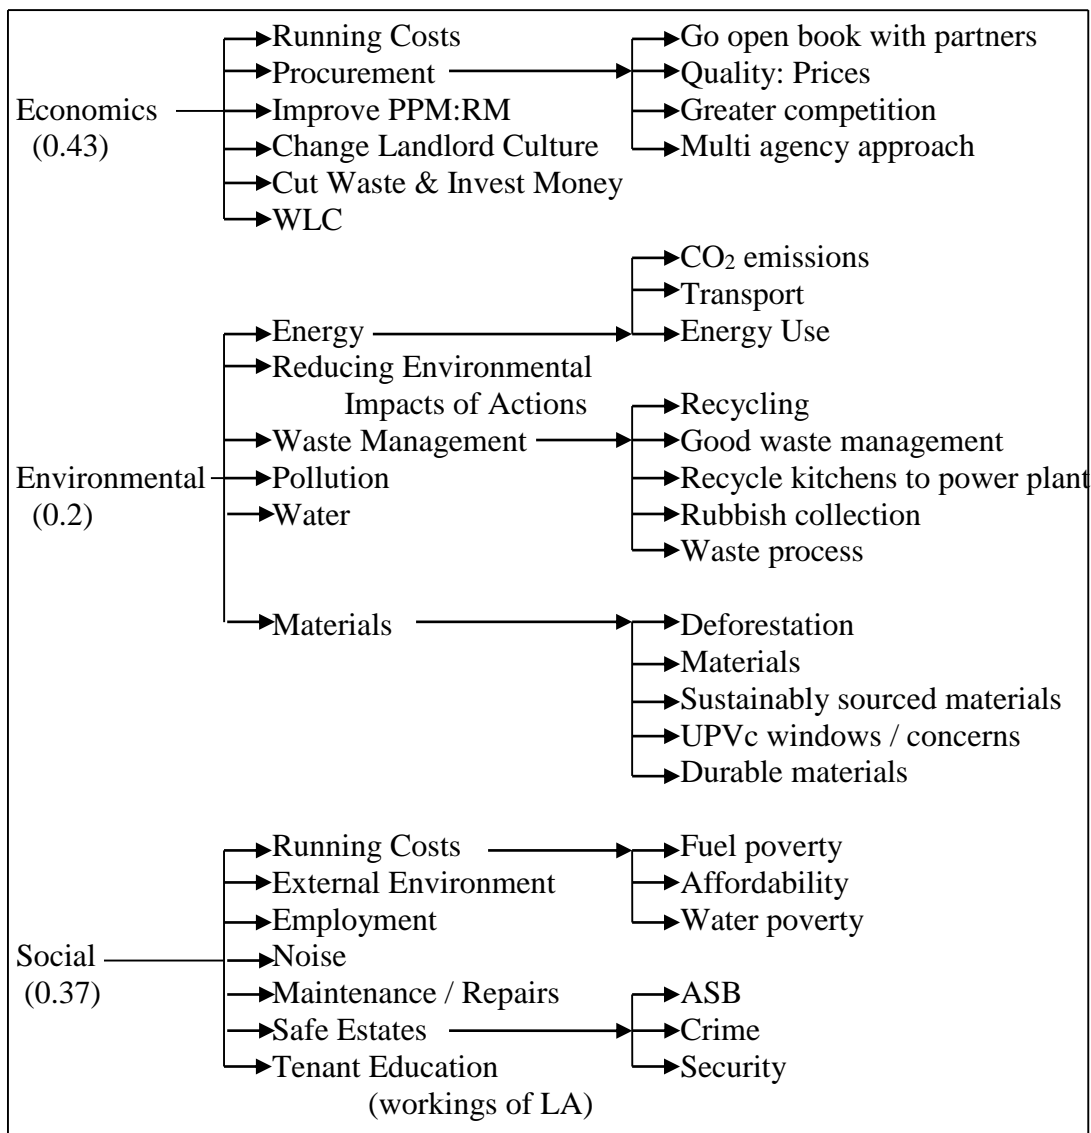 Running Costs
Go open book with partners
Procurement
Quality: Prices
Economics
Improve PPM:RM
Greater competition
(0.43)
Change Landlord Culture
Multi agency approach
Cut Waste & Invest Money
WLC
CO₂ emissions
Transport
Energy
Energy Use
Reducing Environmental
Impacts of Actions
Recycling
Waste Management
Good waste management
Environmental
Pollution
Recycle kitchens to power plant
(0.2)
Water
Rubbish collection
Waste process
Materials
Deforestation
Materials
Sustainably sourced materials
UPVc windows / concerns
Durable materials
Running Costs
Fuel poverty
External Environment
Affordability
Employment
Water poverty
Social
Noise
(0.37)
Maintenance / Repairs
ASB
Safe Estates
Crime
Tenant Education
Security
(workings of LA)